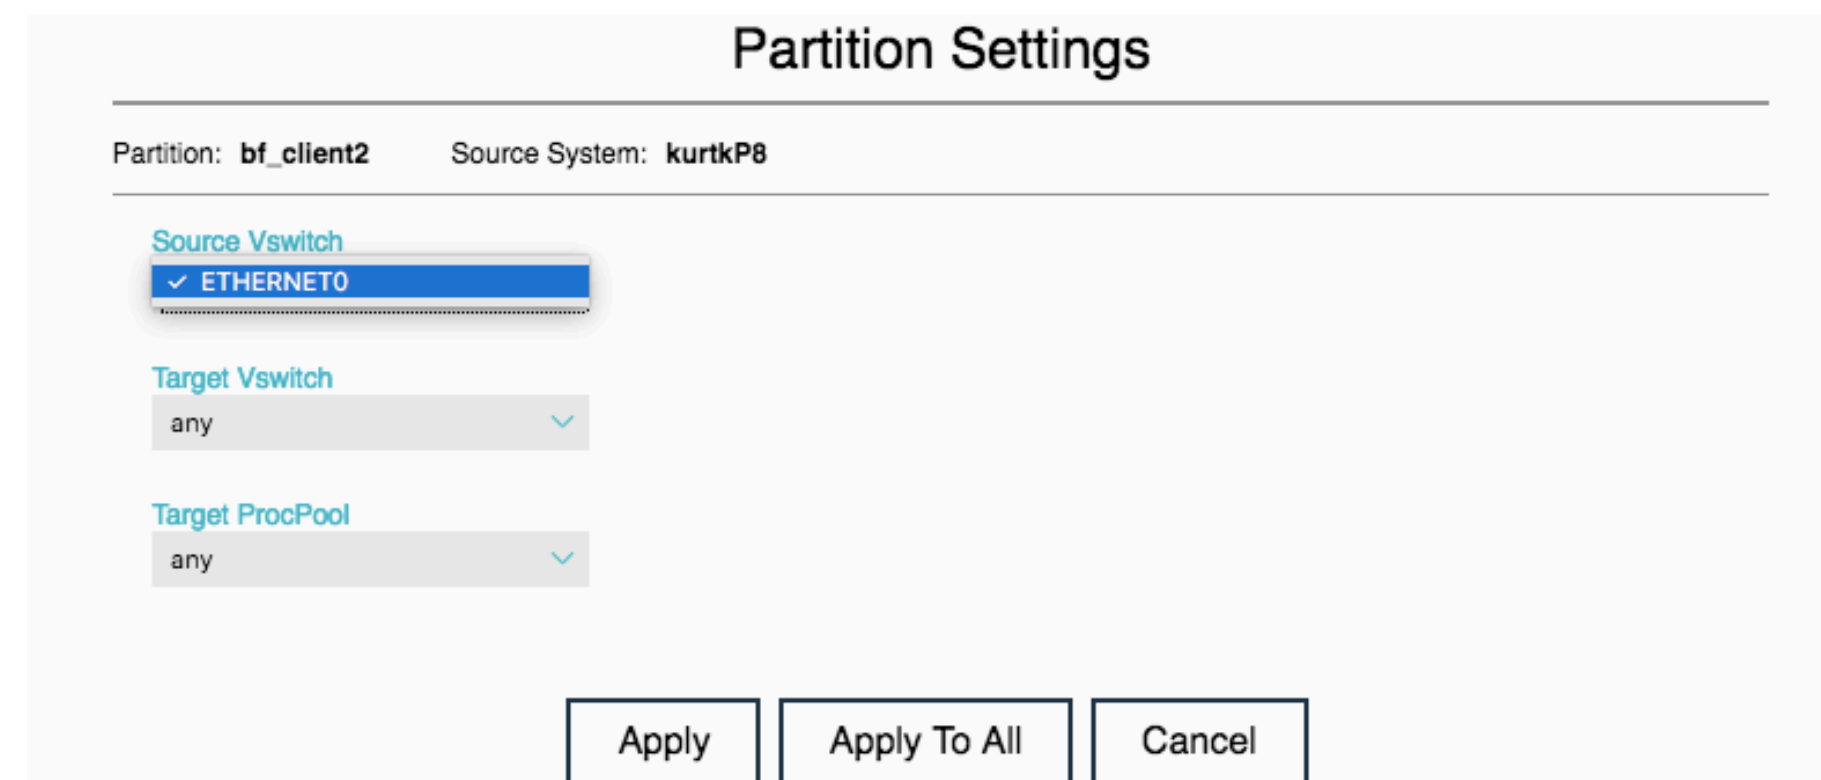 Partition Settings
Partition: bf_client2 Source System: kurtkP8
Source Vswitch
✓ ETHERNET0
Target Vswitch
any
Target ProcPool
any
Apply Apply To All Cancel